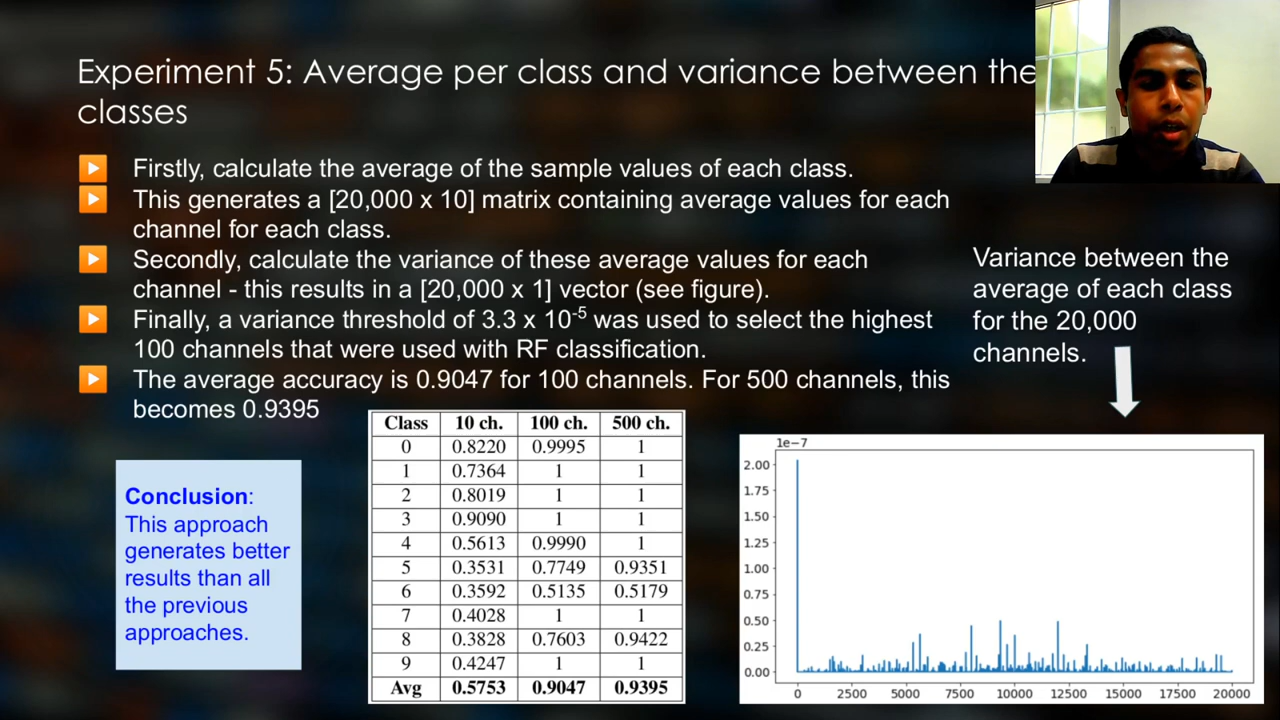 Experiment 5: Average per class and variance between the
classes
Firstly, calculate the average of the sample values of each class.
This generates a [20,000 x 10] matrix containing average values for each
channel for each class.
Secondly, calculate the variance of these average values for each
channel - this results in a [20,000 x 1] vector (see figure).
Finally, a variance threshold of 3.3 x 10⁻⁵ was used to select the highest
100 channels that were used with RF classification.
The average accuracy is 0.9047 for 100 channels. For 500 channels, this
becomes 0.9395
Conclusion:
This approach
generates better
results than all
the previous
approaches.
Class 10 ch. 100 ch. 500 ch.
0 0.8220 0.9995 1
1 0.7364 1 1
2 0.8019 1 1
3 0.9090 1 1
4 0.5613 0.9990 1
5 0.3531 0.7749 0.9351
6 0.3592 0.5135 0.5179
7 0.4028 1 1
8 0.3828 0.7603 0.9422
9 0.4247 1 1
Avg 0.5753 0.9047 0.9395
Variance between the
average of each class
for the 20,000
channels.
1e−7
2.00
1.75
1.50
1.25
1.00
0.75
0.50
0.25
0.00
0 2500 5000 7500 10000 12500 15000 17500 20000